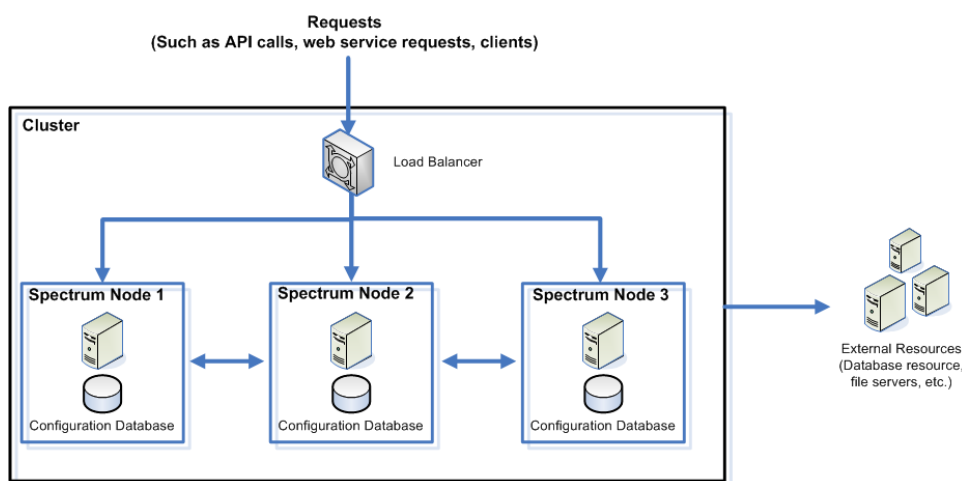 Requests
(Such as API calls, web service requests, clients)
Cluster
Load Balancer
Spectrum Node 1
Spectrum Node 2
Spectrum Node 3
Configuration Database
Configuration Database
Configuration Database
External Resources
(Database resource,
file servers, etc.)